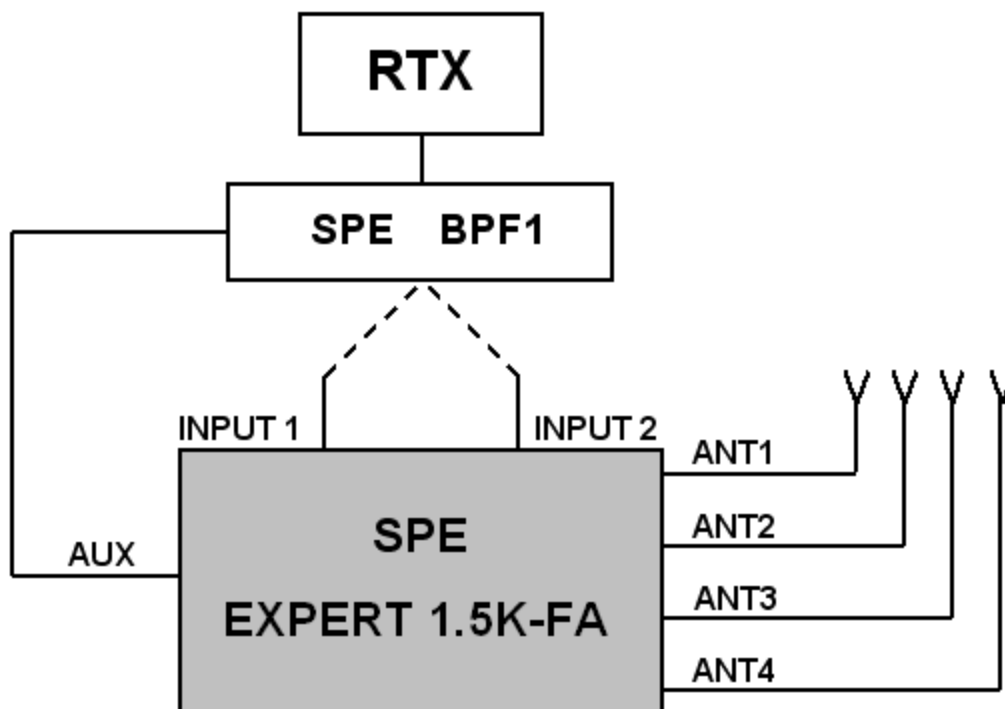 RTX
SPE BPF1
INPUT 1
INPUT 2
ANT1
SPE
ANT2
AUX
ANT3
EXPERT 1.5K-FA
ANT4